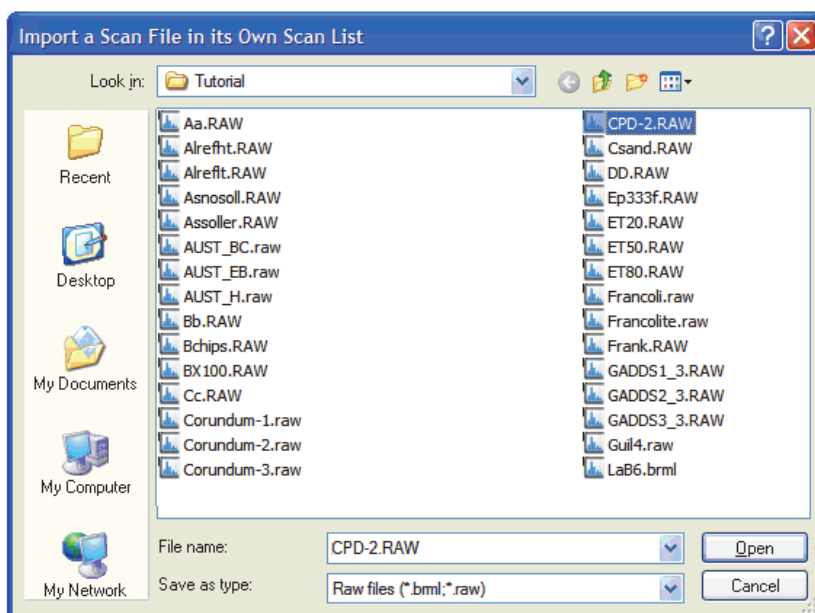 Import a Scan File in its Own Scan List
Look in:
Tutorial
Recent
Desktop
My Documents
My Computer
My Network
Aa.RAW
Alrefht.RAW
Alreflt.RAW
Asnosoll.RAW
Assoller.RAW
AUST_BC.raw
AUST_EB.raw
AUST_H.raw
Bb.RAW
Bchips.RAW
BX100.RAW
Cc.RAW
Corundum-1.raw
Corundum-2.raw
Corundum-3.raw
CPD-2.RAW
Csand.RAW
DD.RAW
Ep333f.RAW
ET20.RAW
ET50.RAW
ET80.RAW
Francoli.raw
Francolite.raw
Frank.RAW
GADDS1_3.RAW
GADDS2_3.RAW
GADDS3_3.RAW
Guil4.raw
LaB6.brml
File name:
CPD-2.RAW
Open
Save as type:
Raw files (*.brml;*.raw)
Cancel